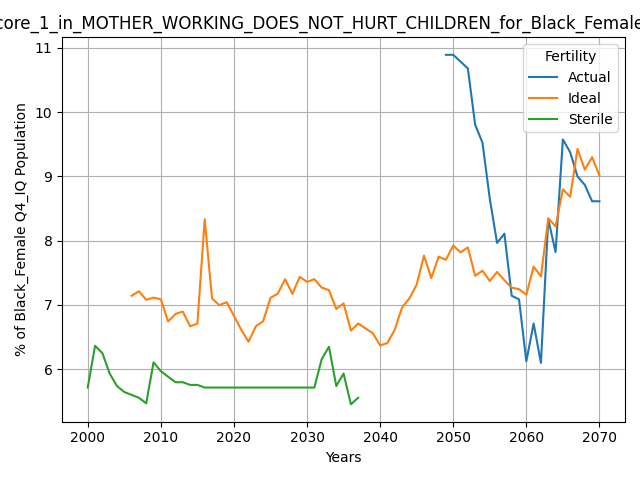 core_1_in_MOTHER_WORKING_DOES_NOT_HURT_CHILDREN_for_Black_Female
Fertility
Actual
Ideal
Sterile
% of Black_Female Q4_IQ Population
11
10
9
8
7
6
2000 2010 2020 2030 2040 2050 2060 2070
Years